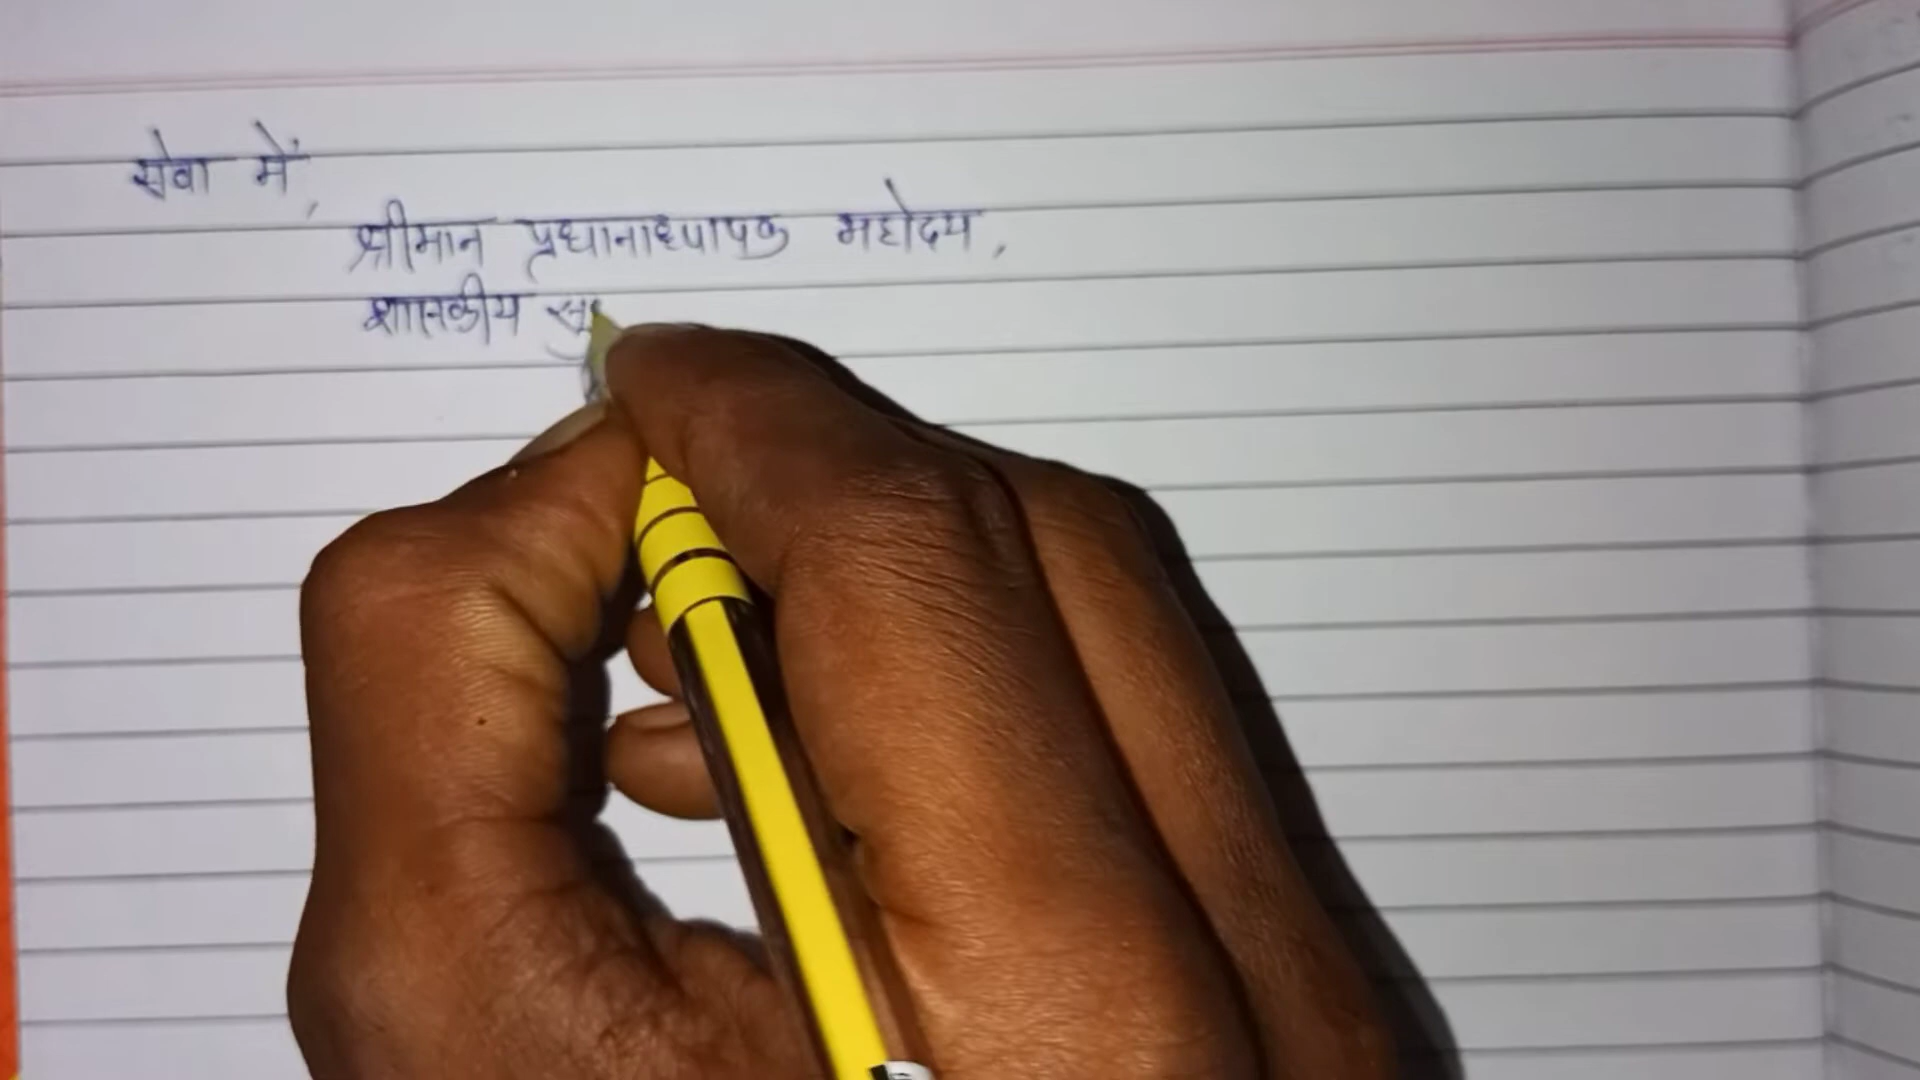 सेवा में,
श्रीमान प्रधानाध्यापक महोदय,
शासकीय